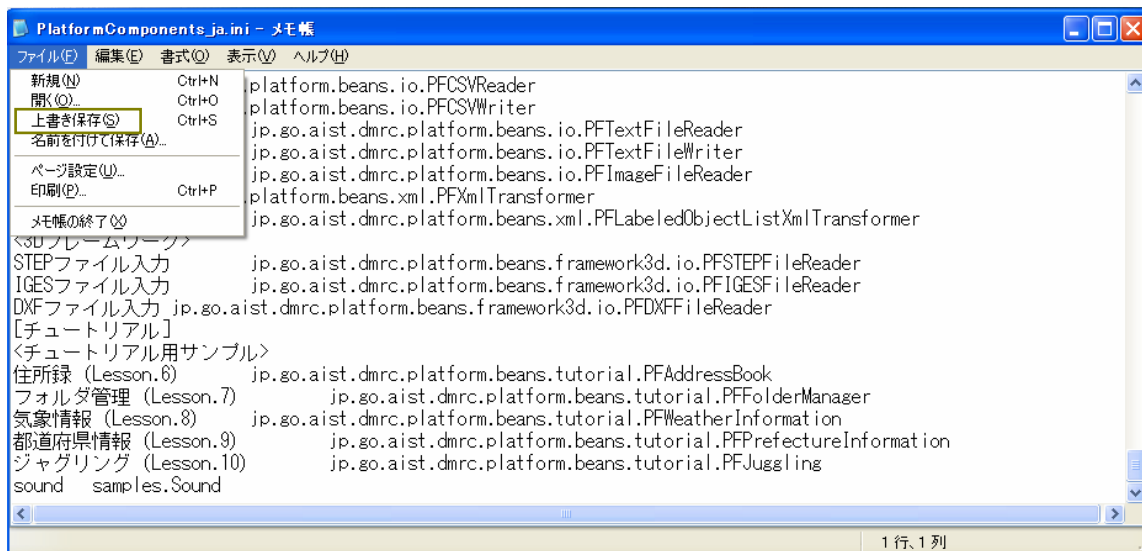 PlatformComponents_ja.ini - メモ帳
ファイル(F) 編集(E) 書式(O) 表示(V) ヘルプ(H)
新規(N) Ctrl+N
開く(O)... Ctrl+O
上書き保存(S) Ctrl+S
名前を付けて保存(A)...
ページ設定(U)...
印刷(P)... Ctrl+P
メモ帳の終了(X)
.platform.beans.io.PFCSVReader
.platform.beans.io.PFCSVWriter
jp.go.aist.dmrc.platform.beans.io.PFTextFileReader
jp.go.aist.dmrc.platform.beans.io.PFTextFileWriter
jp.go.aist.dmrc.platform.beans.io.PFImageFileReader
.platform.beans.xml.PFXmlTransformer
jp.go.aist.dmrc.platform.beans.xml.PFLabeledObjectListXmlTransformer
<3Dフレームワーク>
STEPファイル入力 jp.go.aist.dmrc.platform.beans.framework3d.io.PFSTEPFileReader
IGESファイル入力 jp.go.aist.dmrc.platform.beans.framework3d.io.PFIGESFileReader
DXFファイル入力 jp.go.aist.dmrc.platform.beans.framework3d.io.PFDXFFileReader
[チュートリアル]
<チュートリアル用サンプル>
住所録 (Lesson.6) jp.go.aist.dmrc.platform.beans.tutorial.PFAddressBook
フォルダ管理 (Lesson.7) jp.go.aist.dmrc.platform.beans.tutorial.PFFolderManager
気象情報 (Lesson.8) jp.go.aist.dmrc.platform.beans.tutorial.PFWeatherInformation
都道府県情報 (Lesson.9) jp.go.aist.dmrc.platform.beans.tutorial.PFPrefectureInformation
ジャグリング (Lesson.10) jp.go.aist.dmrc.platform.beans.tutorial.PFJuggling
sound samples.Sound
1 行、1 列